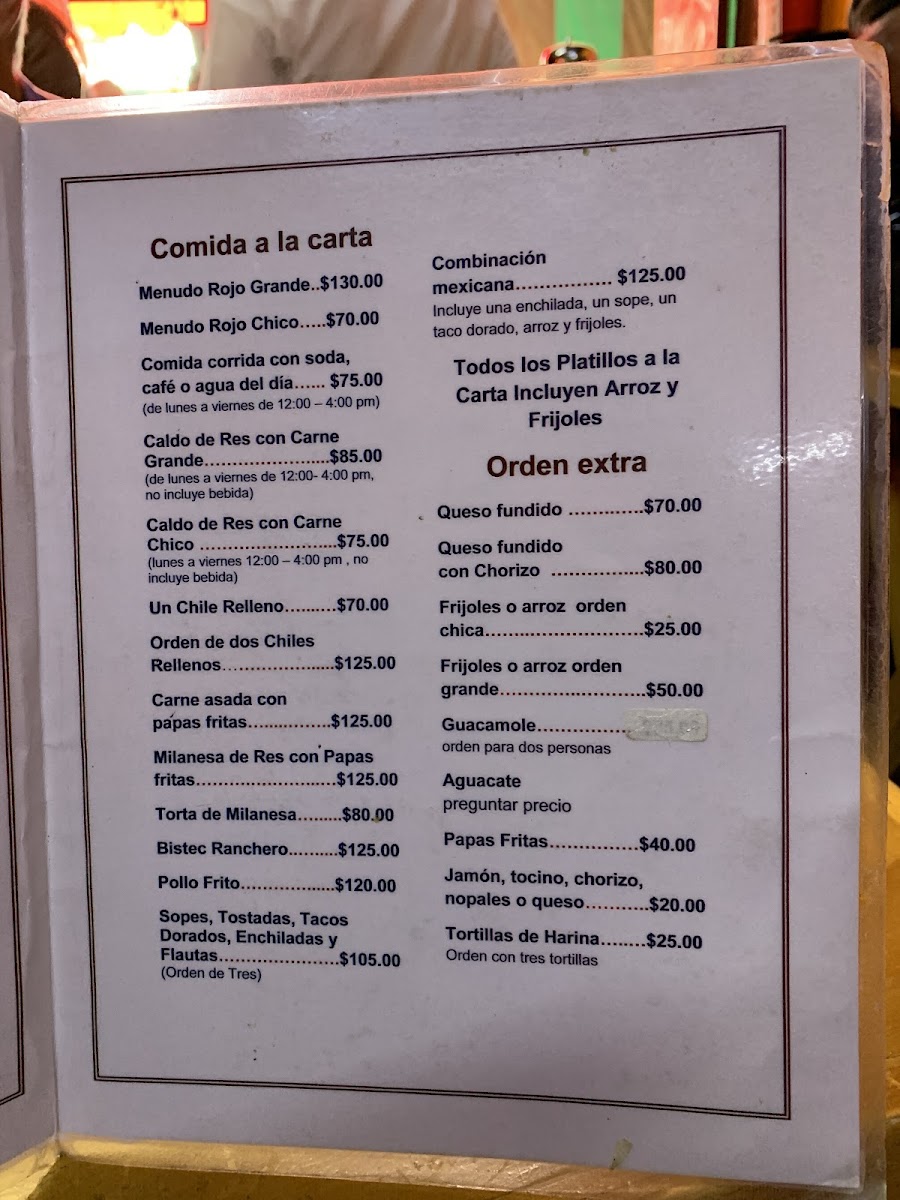 Comida a la carta
Menudo Rojo Grande..$130.00
Menudo Rojo Chico.....$70.00
Comida corrida con soda,
café o agua del día...... $75.00
(de lunes a viernes de 12:00 – 4:00 pm)
Caldo de Res con Carne
Grande.......................$85.00
(de lunes a viernes de 12:00- 4:00 pm,
no incluye bebida)
Caldo de Res con Carne
Chico .........................$75.00
(lunes a viernes 12:00 – 4:00 pm , no
incluye bebida)
Un Chile Relleno..........$70.00
Orden de dos Chiles
Rellenos.....................$125.00
Carne asada con
papas fritas...............$125.00
Milanesa de Res con Papas
fritas..........................$125.00
Torta de Milanesa.........$80.00
Bistec Ranchero.........$125.00
Pollo Frito..................$120.00
Sopes, Tostadas, Tacos
Dorados, Enchiladas y
Flautas......................$105.00
(Orden de Tres)
Combinación
mexicana................. $125.00
Incluye una enchilada, un sope, un
taco dorado, arroz y frijoles.
Todos los Platillos a la
Carta Incluyen Arroz y
Frijoles
Orden extra
Queso fundido .............$70.00
Queso fundido
con Chorizo ................$80.00
Frijoles o arroz orden
chica............................$25.00
Frijoles o arroz orden
grande.........................$50.00
Guacamole................
orden para dos personas
Aguacate
preguntar precio
Papas Fritas...............$40.00
Jamón, tocino, chorizo,
nopales o queso...........$20.00
Tortillas de Harina........$25.00
Orden con tres tortillas